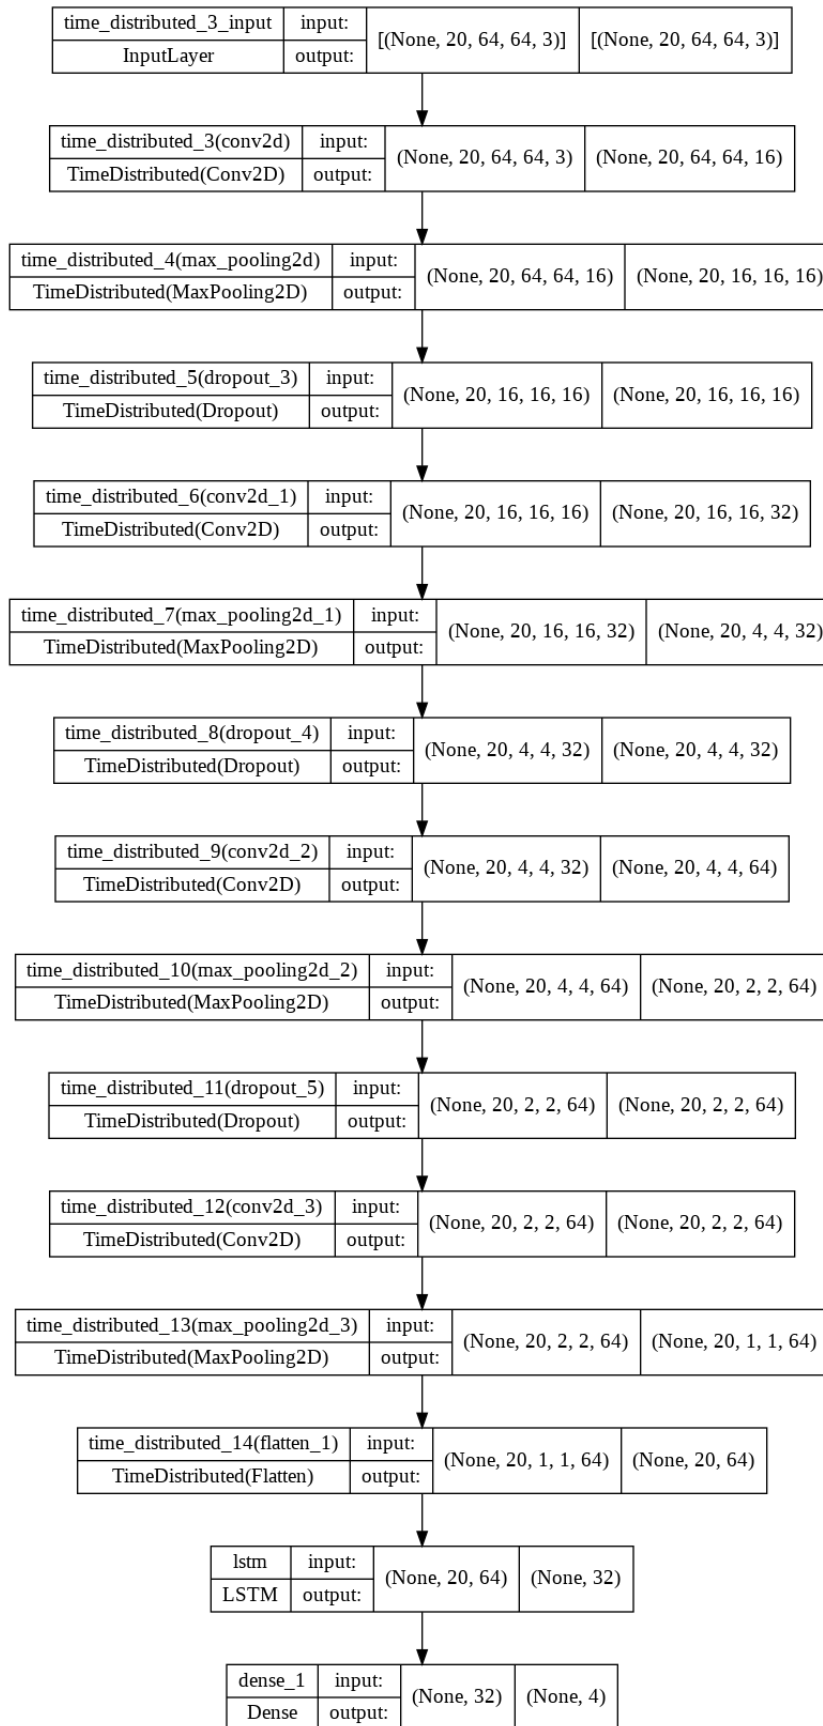 time_distributed_3_input input: [(None, 20, 64, 64, 3)] [(None, 20, 64, 64, 3)]
InputLayer output:
time_distributed_3(conv2d) input: (None, 20, 64, 64, 3) (None, 20, 64, 64, 16)
TimeDistributed(Conv2D) output:
time_distributed_4(max_pooling2d) input: (None, 20, 64, 64, 16) (None, 20, 16, 16, 16)
TimeDistributed(MaxPooling2D) output:
time_distributed_5(dropout_3) input: (None, 20, 16, 16, 16) (None, 20, 16, 16, 16)
TimeDistributed(Dropout) output:
time_distributed_6(conv2d_1) input: (None, 20, 16, 16, 16) (None, 20, 16, 16, 32)
TimeDistributed(Conv2D) output:
time_distributed_7(max_pooling2d_1) input: (None, 20, 16, 16, 32) (None, 20, 4, 4, 32)
TimeDistributed(MaxPooling2D) output:
time_distributed_8(dropout_4) input: (None, 20, 4, 4, 32) (None, 20, 4, 4, 32)
TimeDistributed(Dropout) output:
time_distributed_9(conv2d_2) input: (None, 20, 4, 4, 32) (None, 20, 4, 4, 64)
TimeDistributed(Conv2D) output:
time_distributed_10(max_pooling2d_2) input: (None, 20, 4, 4, 64) (None, 20, 2, 2, 64)
TimeDistributed(MaxPooling2D) output:
time_distributed_11(dropout_5) input: (None, 20, 2, 2, 64) (None, 20, 2, 2, 64)
TimeDistributed(Dropout) output:
time_distributed_12(conv2d_3) input: (None, 20, 2, 2, 64) (None, 20, 2, 2, 64)
TimeDistributed(Conv2D) output:
time_distributed_13(max_pooling2d_3) input: (None, 20, 2, 2, 64) (None, 20, 1, 1, 64)
TimeDistributed(MaxPooling2D) output:
time_distributed_14(flatten_1) input: (None, 20, 1, 1, 64) (None, 20, 64)
TimeDistributed(Flatten) output:
lstm input: (None, 20, 64) (None, 32)
LSTM output:
dense_1 input: (None, 32) (None, 4)
Dense output: